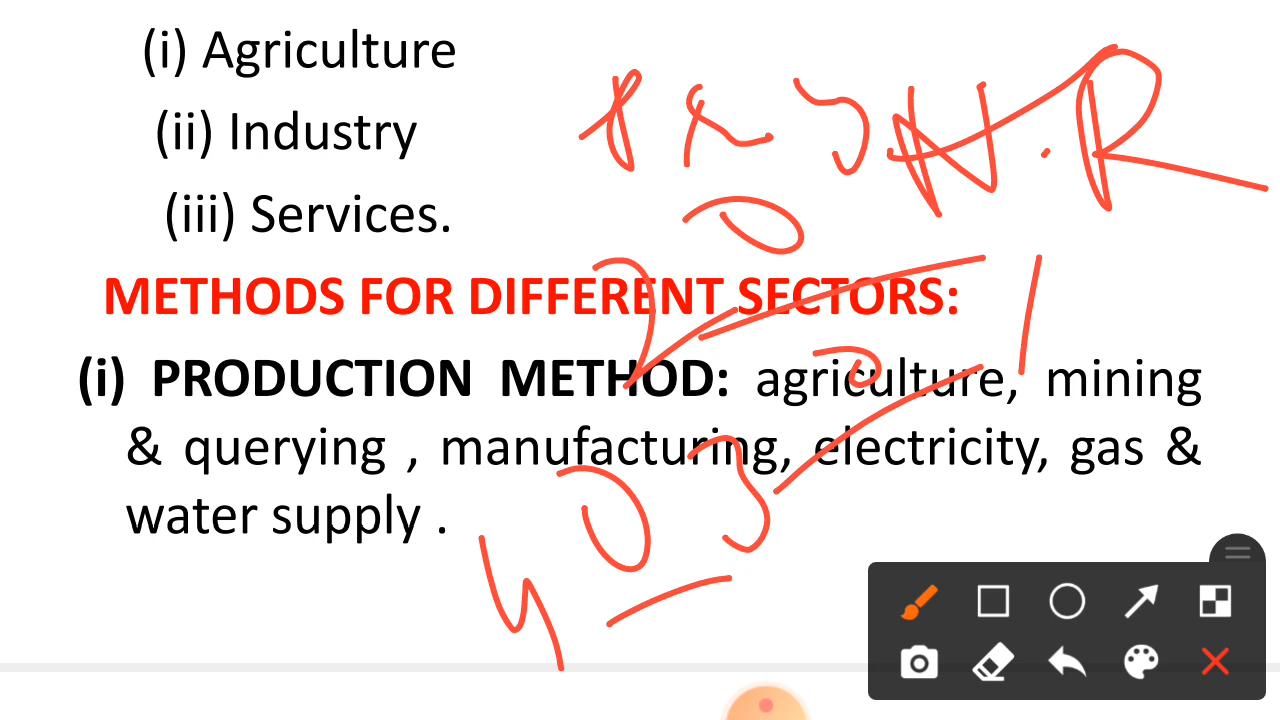 (i) Agriculture
(ii) Industry
(iii) Services.
METHODS FOR DIFFERENT SECTORS:
(i) PRODUCTION METHOD: agriculture, mining
& querying , manufacturing, electricity, gas &
water supply .